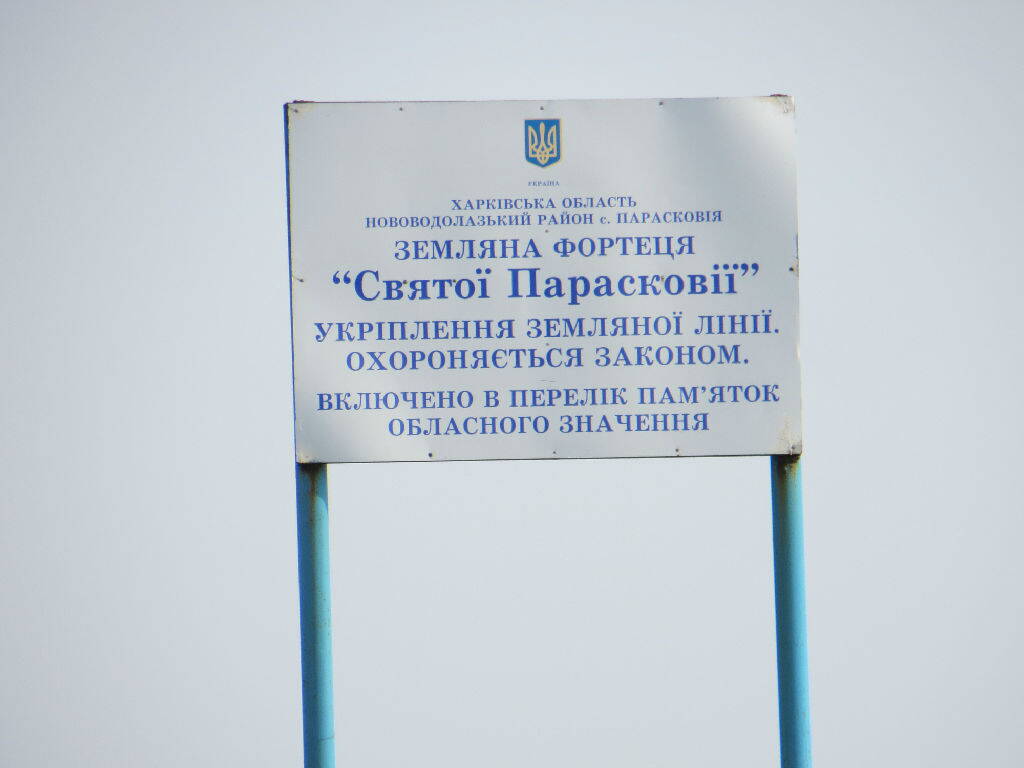 УКРАЇНА
ХАРКІВСЬКА ОБЛАСТЬ
НОВОВОДОЛАЗЬКИЙ РАЙОН с. ПАРАСКОВІЯ
ЗЕМЛЯНА ФОРТЕЦЯ
“Святої Парасковії”
УКРІПЛЕННЯ ЗЕМЛЯНОЇ ЛІНІЇ.
ОХОРОНЯЄТЬСЯ ЗАКОНОМ.
ВКЛЮЧЕНО В ПЕРЕЛІК ПАМ’ЯТОК
ОБЛАСНОГО ЗНАЧЕННЯ